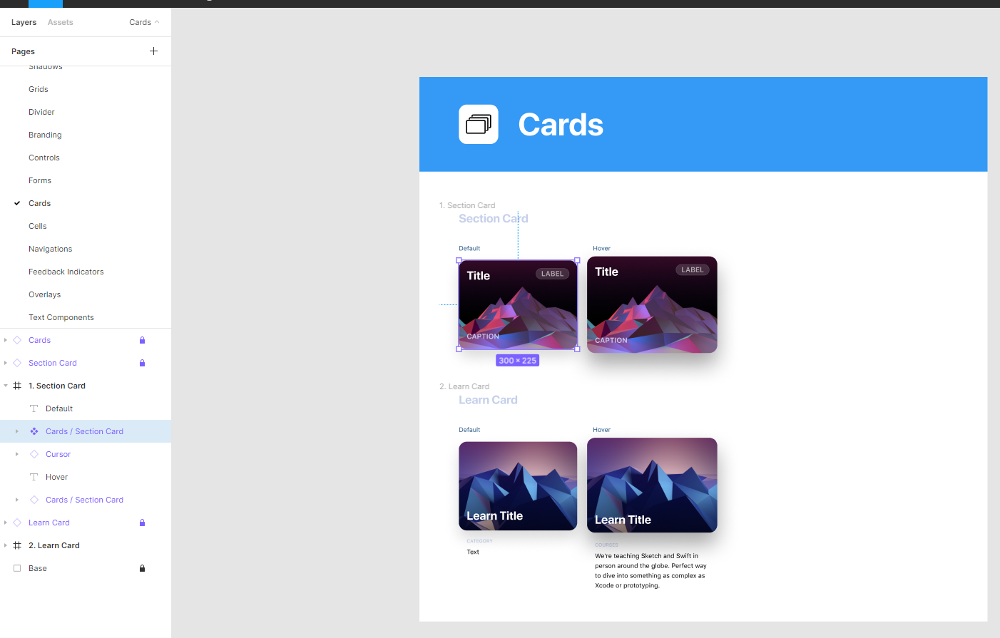 Layers Assets Cards
Pages
Shadows
Grids
Divider
Branding
Controls
Forms
Cards
Cells
Navigations
Feedback Indicators
Overlays
Text Components
Cards
Section Card
1. Section Card
Default
Cards / Section Card
Cursor
Hover
Cards / Section Card
Learn Card
2. Learn Card
Base
Cards
1. Section Card
Section Card
Default
Hover
Title LABEL
CAPTION
Title LABEL
CAPTION
300 × 225
2. Learn Card
Learn Card
Default
Hover
Learn Title
CATEGORY
Text
Learn Title
COURSES
We're teaching Sketch and Swift in
person around the globe. Perfect way
to dive into something as complex as
Xcode or prototyping.